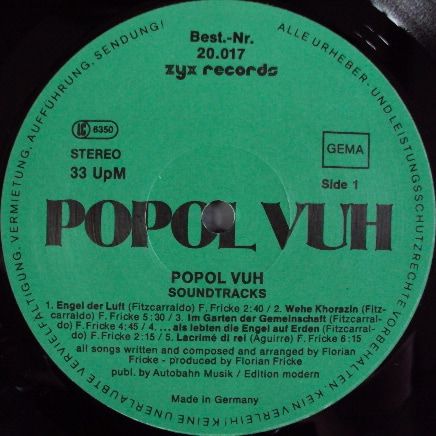 Best.-Nr.
20.017
zyx records
LC 6350
GEMA
STEREO
33 UpM
Side 1
POPOL VUH
POPOL VUH
SOUNDTRACKS
1. Engel der Luft (Fitzcarraldo) F. Fricke 2:40 / 2. Wehe Khorazin (Fitz-
carraldo) F. Fricke 5:30 / 3. Im Garten der Gemeinschaft (Fitzcarral-
do) F. Fricke 4:45 / 4. ... als lebten die Engel auf Erden (Fitzcarral-
do) F. Fricke 2:15 / 5. Lacrimé di rei (Aguirre) F. Fricke 6:15
all songs written and composed and arranged by Florian
Fricke - produced by Florian Fricke
publ. by Autobahn Musik / Edition modern
Made in Germany
ALLE URHEBER- UND LEISTUNGSSCHUTZRECHTE VORBEHALTEN. KEIN VERLEIH! KEINE UNERLAUBTE VERVIELFÄLTIGUNG, VERMIETUNG, AUFFÜHRUNG, SENDUNG!